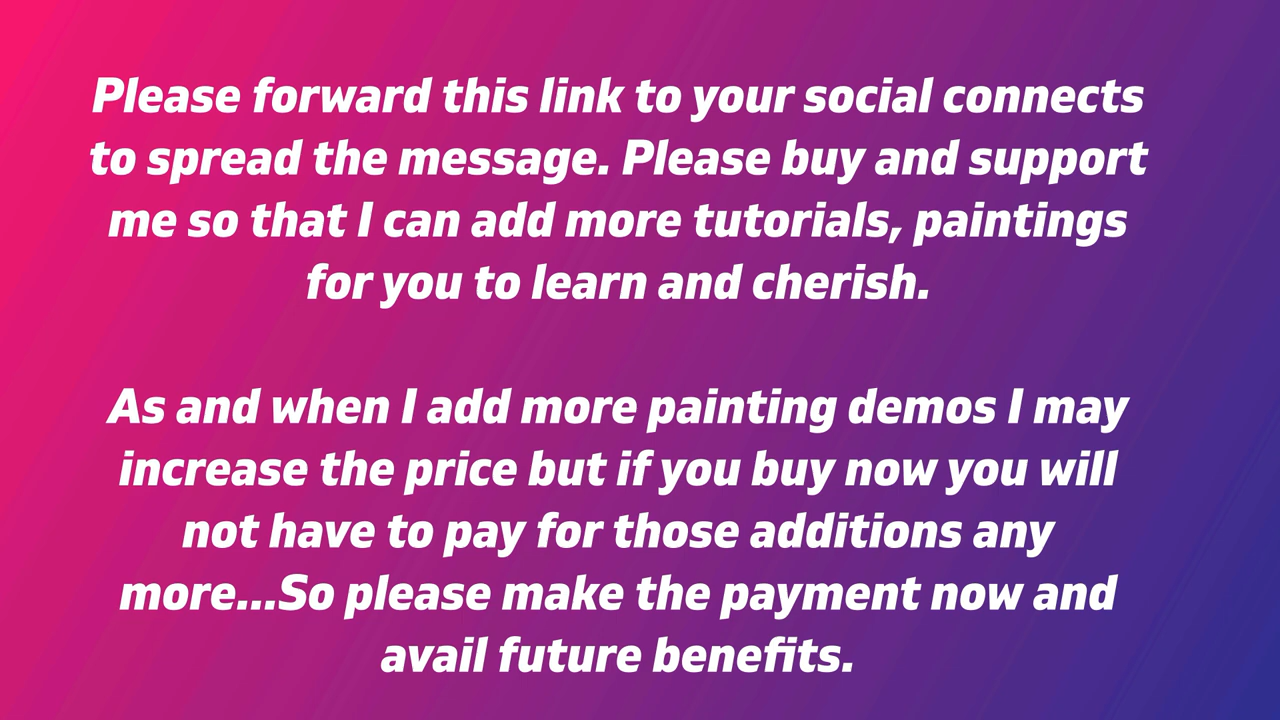 Please forward this link to your social connects
to spread the message. Please buy and support
me so that I can add more tutorials, paintings
for you to learn and cherish.
As and when I add more painting demos I may
increase the price but if you buy now you will
not have to pay for those additions any
more...So please make the payment now and
avail future benefits.